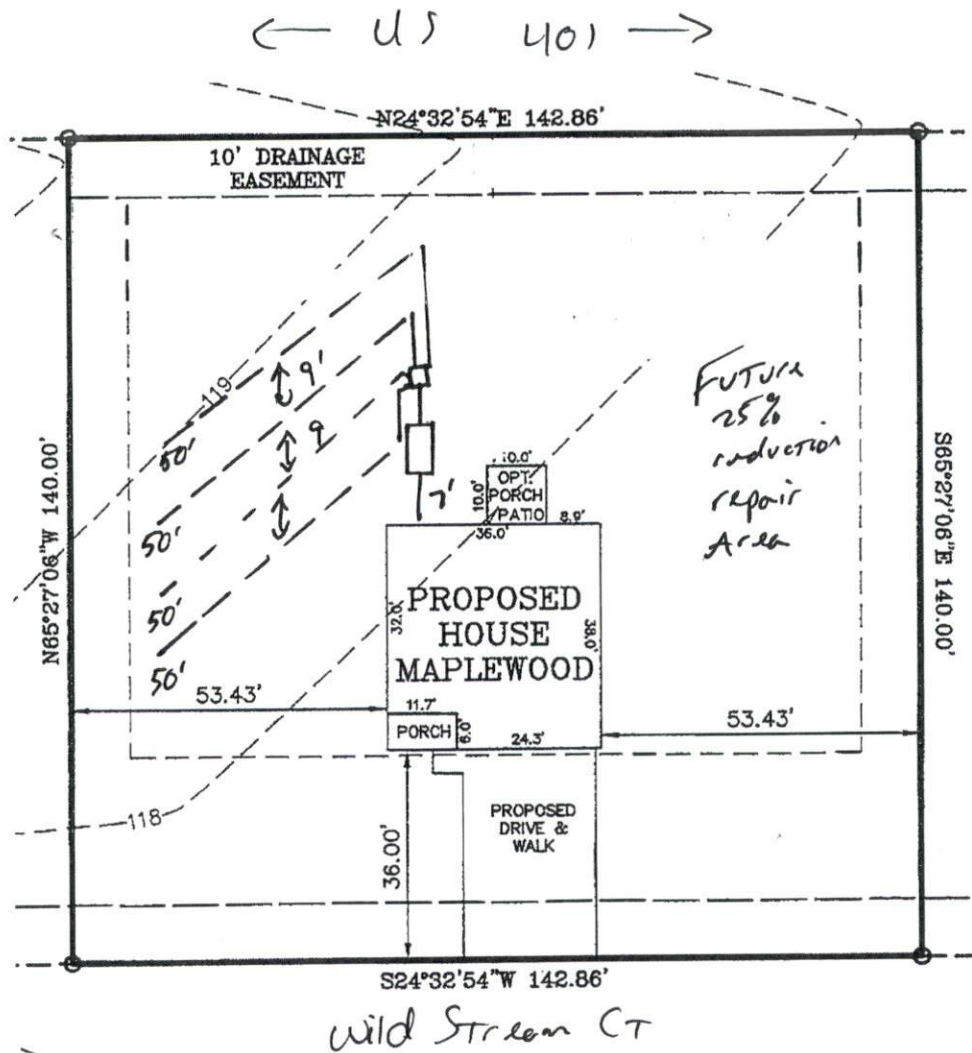 ← US 401 →
N24°32'54"E 142.86'
10' DRAINAGE
EASEMENT
119
9'
50'
9
50'
50'
50'
7'
10.0'
10.0'
OPT.
PORCH
PATIO
36.0'
8.9'
Future
25%
reduction
repair
Area
N65°27'06"W 140.00'
S65°27'06"E 140.00'
PROPOSED
HOUSE
MAPLEWOOD
32.0'
38.0'
53.43'
11.7'
PORCH
6.0'
24.3'
53.43'
118
36.00'
PROPOSED
DRIVE &
WALK
S24°32'54"W 142.86'
Wild Stream CT